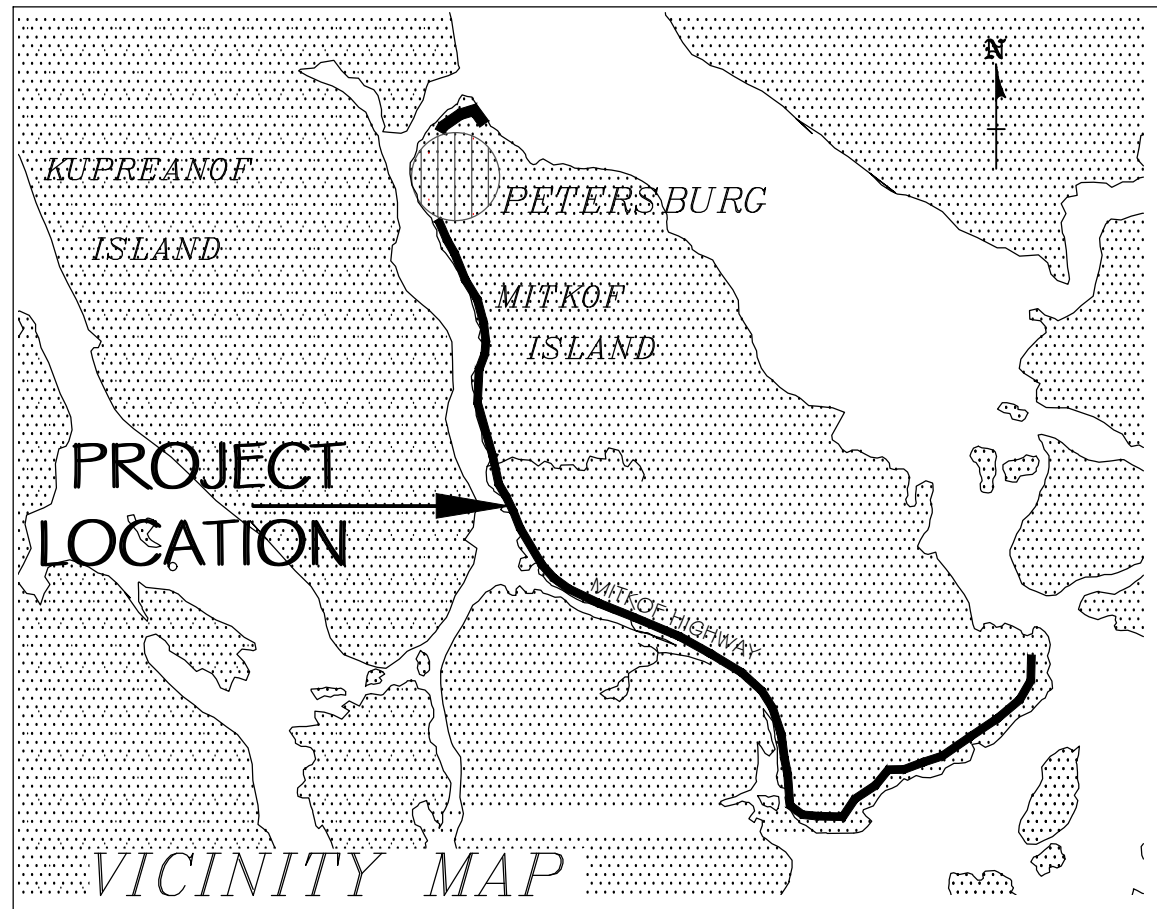 N
KUPREANOF
ISLAND
PETERSBURG
MITKOF
ISLAND
PROJECT
LOCATION
MITKOF HIGHWAY
VICINITY MAP